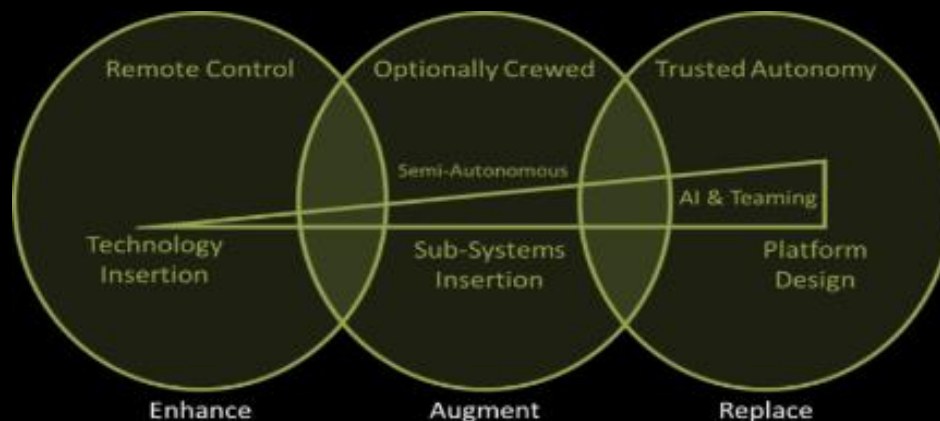 Remote Control
Optionally Crewed
Trusted Autonomy
Semi-Autonomous
AI & Teaming
Technology
Insertion
Sub-Systems
Insertion
Platform
Design
Enhance
Augment
Replace